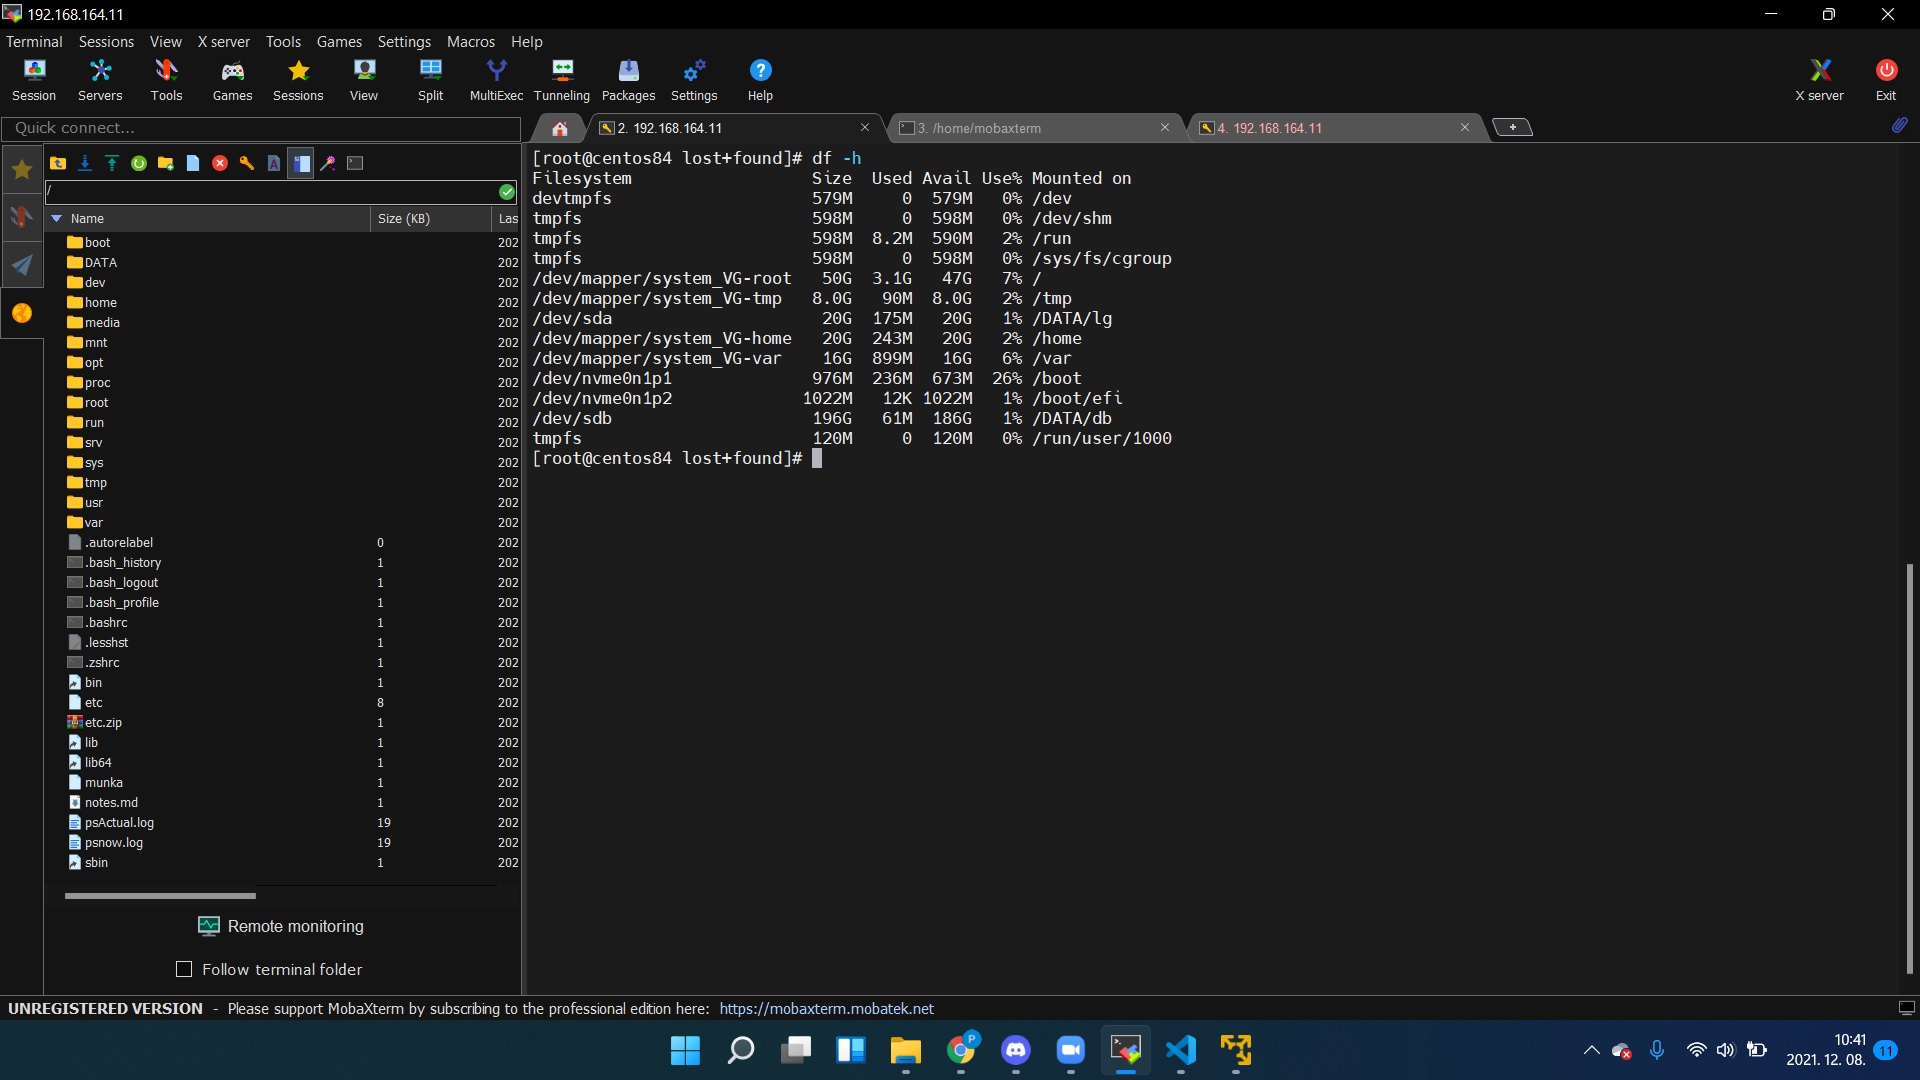 192.168.164.11
Terminal Sessions View X server Tools Games Settings Macros Help
Session Servers Tools Games Sessions View Split MultiExec Tunneling Packages Settings Help X server Exit
Quick connect...
2. 192.168.164.11
3. /home/mobaxterm
4. 192.168.164.11
/
Name Size (KB) Las
boot 202
DATA 202
dev 202
home 202
media 202
mnt 202
opt 202
proc 202
root 202
run 202
srv 202
sys 202
tmp 202
usr 202
var 202
.autorelabel 0 202
.bash_history 1 202
.bash_logout 1 202
.bash_profile 1 202
.bashrc 1 202
.lesshst 1 202
.zshrc 1 202
bin 1 202
etc 8 202
etc.zip 1 202
lib 1 202
lib64 1 202
munka 1 202
notes.md 1 202
psActual.log 19 202
psnow.log 19 202
sbin 1 202
Remote monitoring
Follow terminal folder
[root@centos84 lost+found]# df -h
Filesystem Size Used Avail Use% Mounted on
devtmpfs 579M 0 579M 0% /dev
tmpfs 598M 0 598M 0% /dev/shm
tmpfs 598M 8.2M 590M 2% /run
tmpfs 598M 0 598M 0% /sys/fs/cgroup
/dev/mapper/system_VG-root 50G 3.1G 47G 7% /
/dev/mapper/system_VG-tmp 8.0G 90M 8.0G 2% /tmp
/dev/sda 20G 175M 20G 1% /DATA/lg
/dev/mapper/system_VG-home 20G 243M 20G 2% /home
/dev/mapper/system_VG-var 16G 899M 16G 6% /var
/dev/nvme0n1p1 976M 236M 673M 26% /boot
/dev/nvme0n1p2 1022M 12K 1022M 1% /boot/efi
/dev/sdb 196G 61M 186G 1% /DATA/db
tmpfs 120M 0 120M 0% /run/user/1000
[root@centos84 lost+found]#
UNREGISTERED VERSION - Please support MobaXterm by subscribing to the professional edition here: https://mobaxterm.mobatek.net
P
10:41
2021. 12. 08.
11